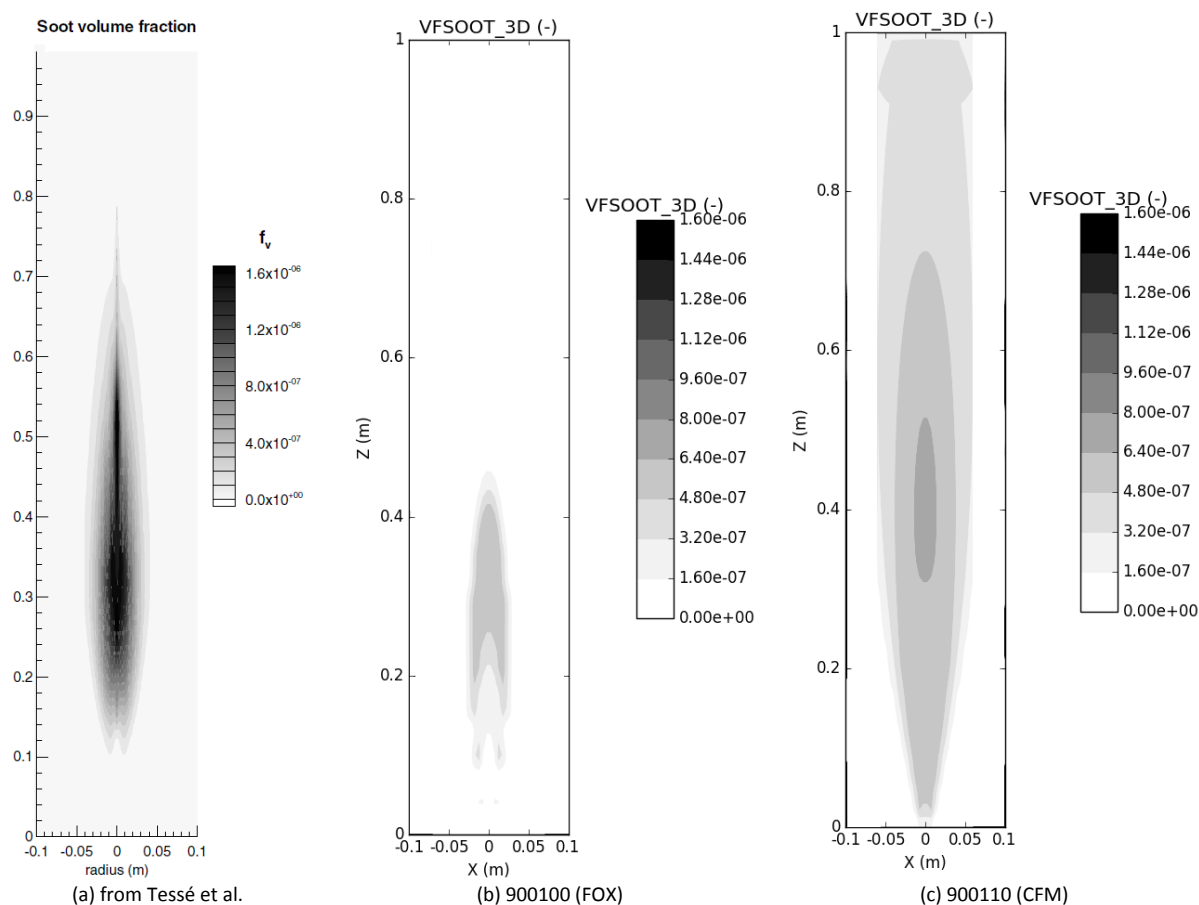 Soot volume fraction
0.9
0.8
0.7
0.6
0.5
0.4
0.3
0.2
0.1
0
-0.1 -0.05 0 0.05 0.1
radius (m)
fv
1.6x10-06
1.2x10-06
8.0x10-07
4.0x10-07
0.0x10+00
(a) from Tessé et al.
VFSOOT_3D (-)
1
0.8
0.6
0.4
0.2
0
Z (m)
-0.1 -0.05 0 0.05 0.1
X (m)
VFSOOT_3D (-)
1.60e-06
1.44e-06
1.28e-06
1.12e-06
9.60e-07
8.00e-07
6.40e-07
4.80e-07
3.20e-07
1.60e-07
0.00e+00
(b) 900100 (FOX)
VFSOOT_3D (-)
1
0.8
0.6
0.4
0.2
0
Z (m)
-0.1 -0.05 0 0.05 0.1
X (m)
VFSOOT_3D (-)
1.60e-06
1.44e-06
1.28e-06
1.12e-06
9.60e-07
8.00e-07
6.40e-07
4.80e-07
3.20e-07
1.60e-07
0.00e+00
(c) 900110 (CFM)